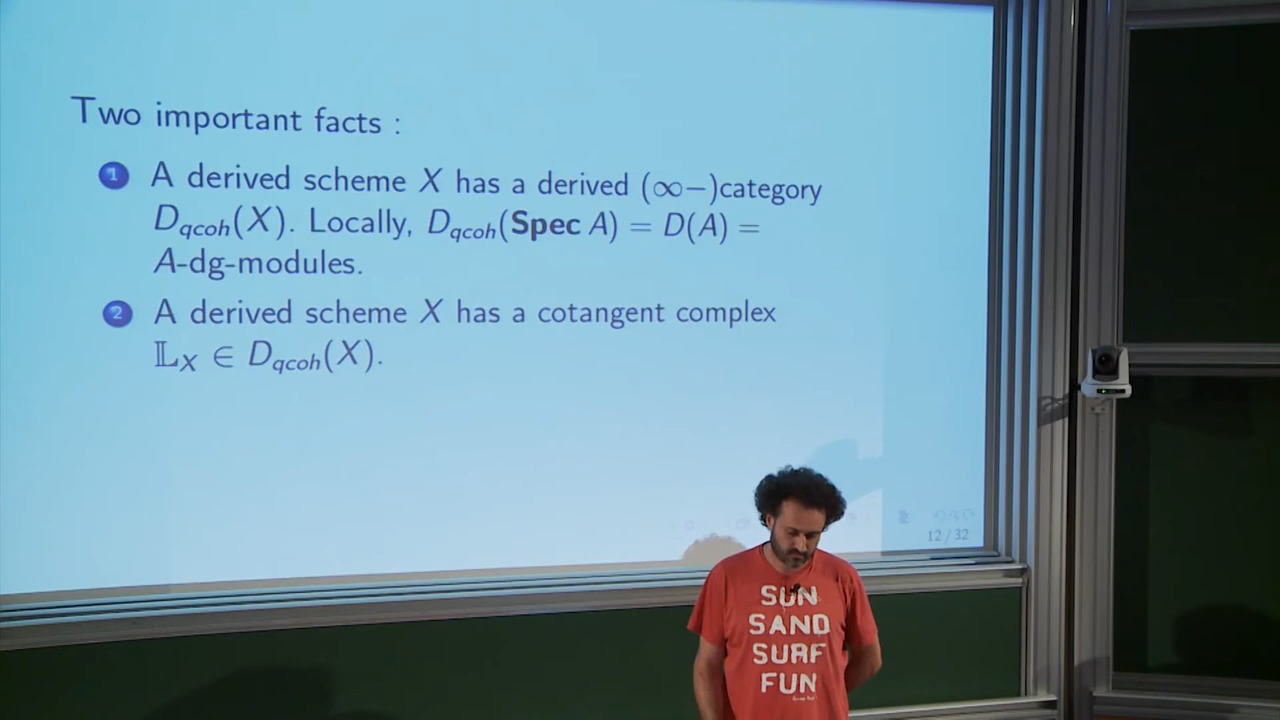 Two important facts :
1 A derived scheme X has a derived (∞−)category
D_qcoh(X). Locally, D_qcoh(Spec A) = D(A) =
A-dg-modules.
2 A derived scheme X has a cotangent complex
𝕃_X ∈ D_qcoh(X).
12 / 32
SUN
SAND
SURF
FUN